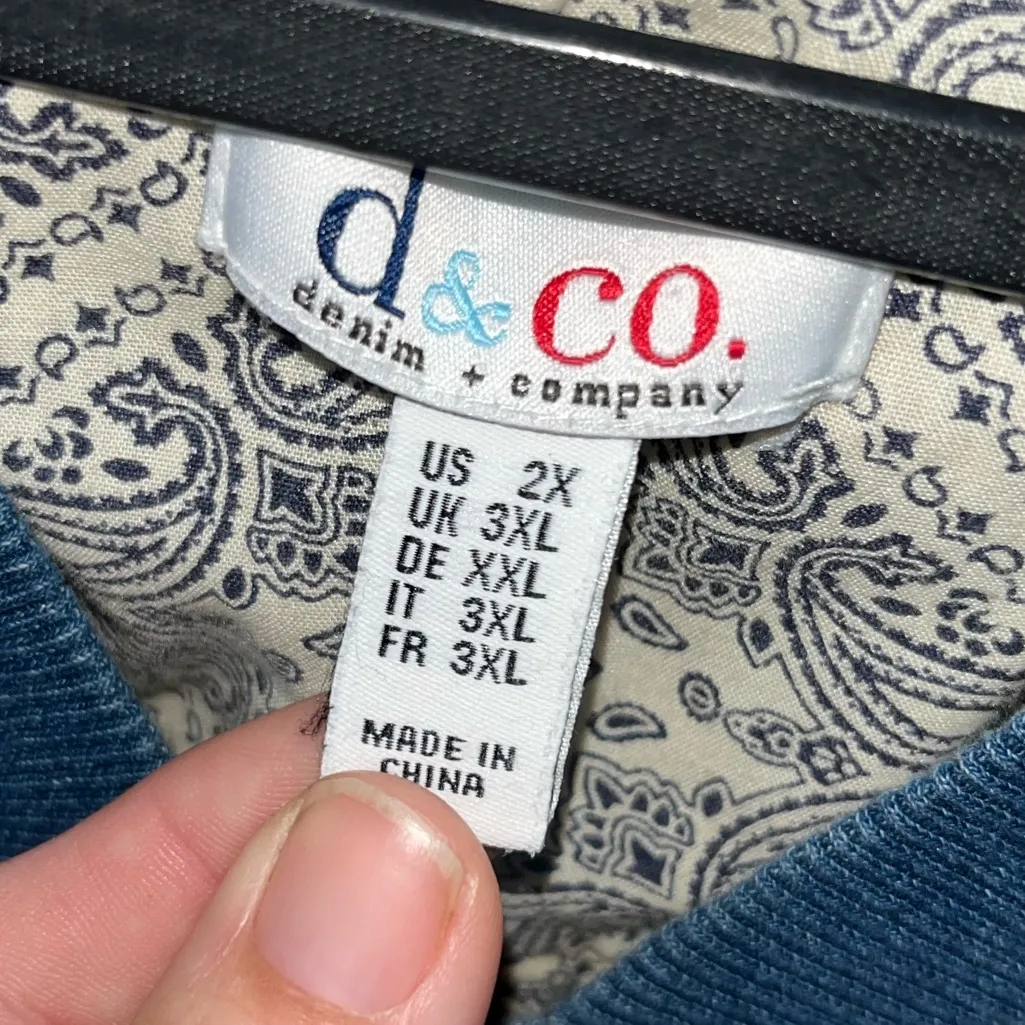 d & co.
denim + company
US 2X
UK 3XL
DE XXL
IT 3XL
FR 3XL
MADE IN
CHINA